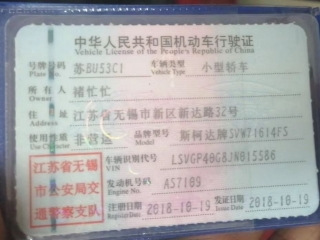 中华人民共和国机动车行驶证
Vehicle License of the People's Republic of China
号牌号码 苏BU53C1 车辆类型 小型轿车
Plate No. Vehicle Type
所有人 褚忙忙
Owner
住址 江苏省无锡市新区新达路32号
Address
使用性质 非营运 品牌型号 斯柯达牌SVW71614FS
Use Character Model
江苏省无锡
市公安局交
通警察支队
车辆识别代号 LSVGP40G8JN015586
VIN
发动机号码 AS7109
Engine No.
注册日期 2018-10-19 发证日期 2018-10-19
Register Date Issue Date